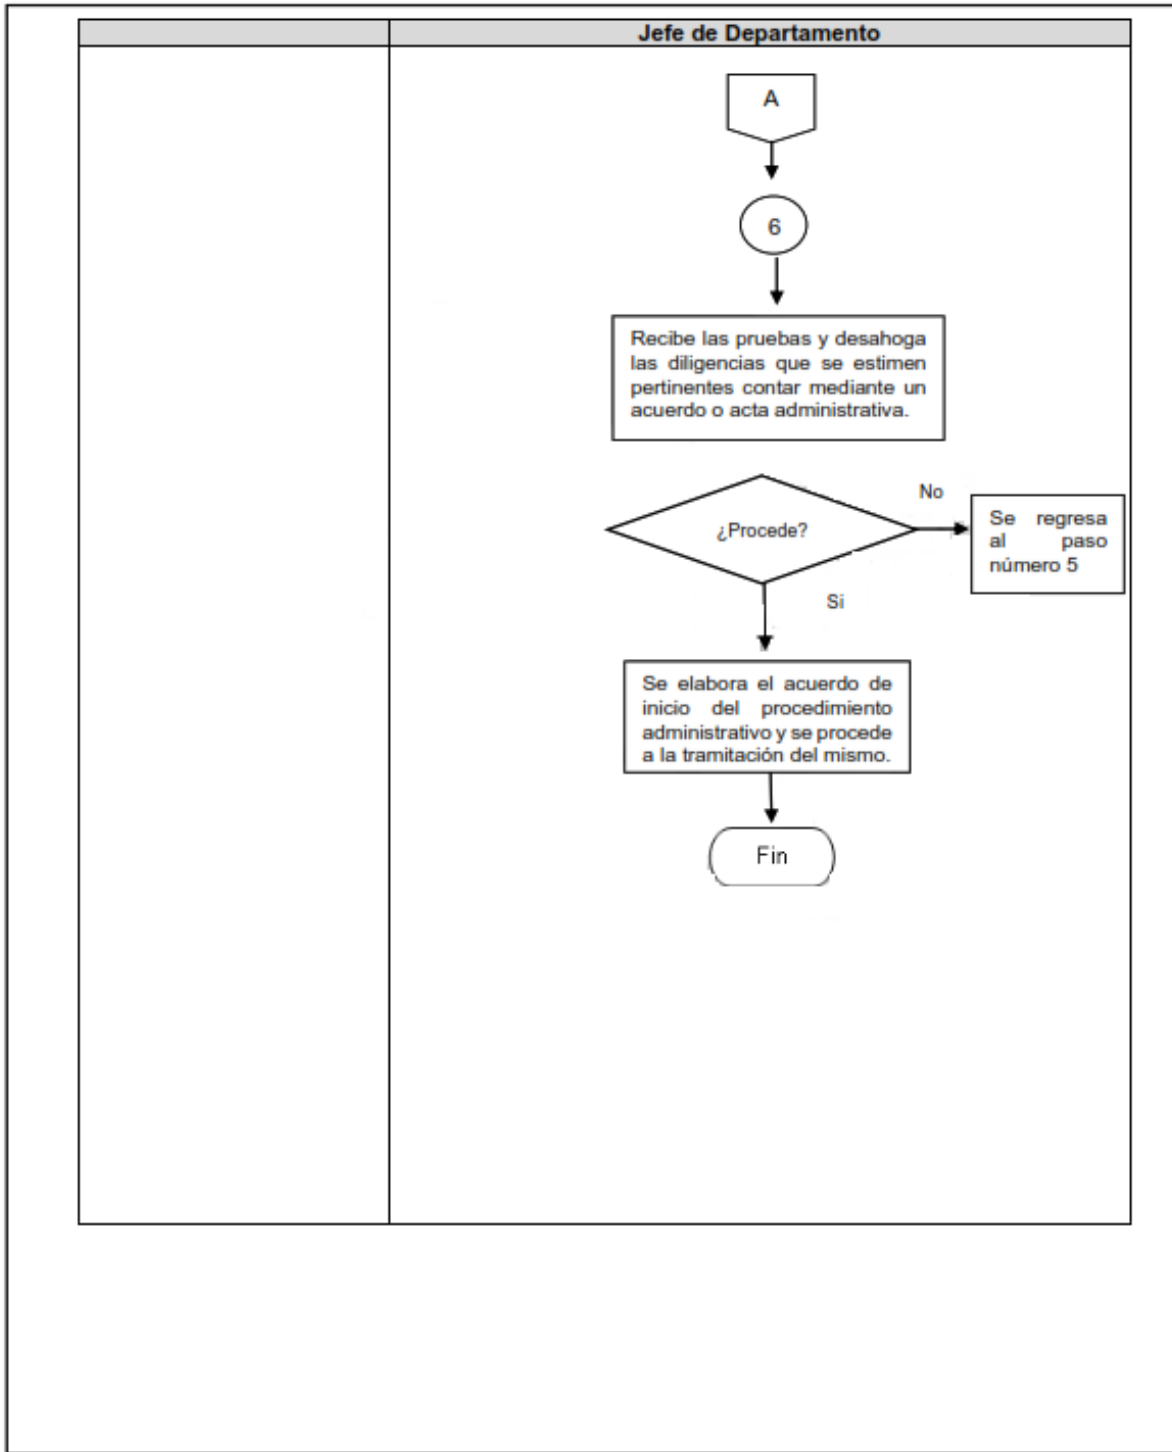 Jefe de Departamento
A
6
Recibe las pruebas y desahoga
las diligencias que se estimen
pertinentes contar mediante un
acuerdo o acta administrativa.
¿Procede?
No
Se regresa
al paso
número 5
Si
Se elabora el acuerdo de
inicio del procedimiento
administrativo y se procede
a la tramitación del mismo.
Fin